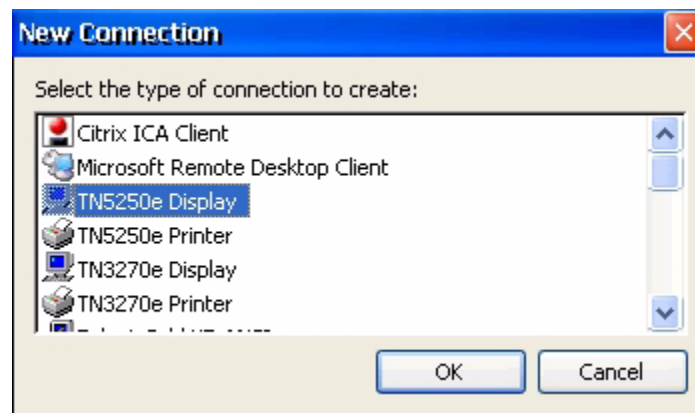 New Connection
Select the type of connection to create:
Citrix ICA Client
Microsoft Remote Desktop Client
TN5250e Display
TN5250e Printer
TN3270e Display
TN3270e Printer
OK Cancel